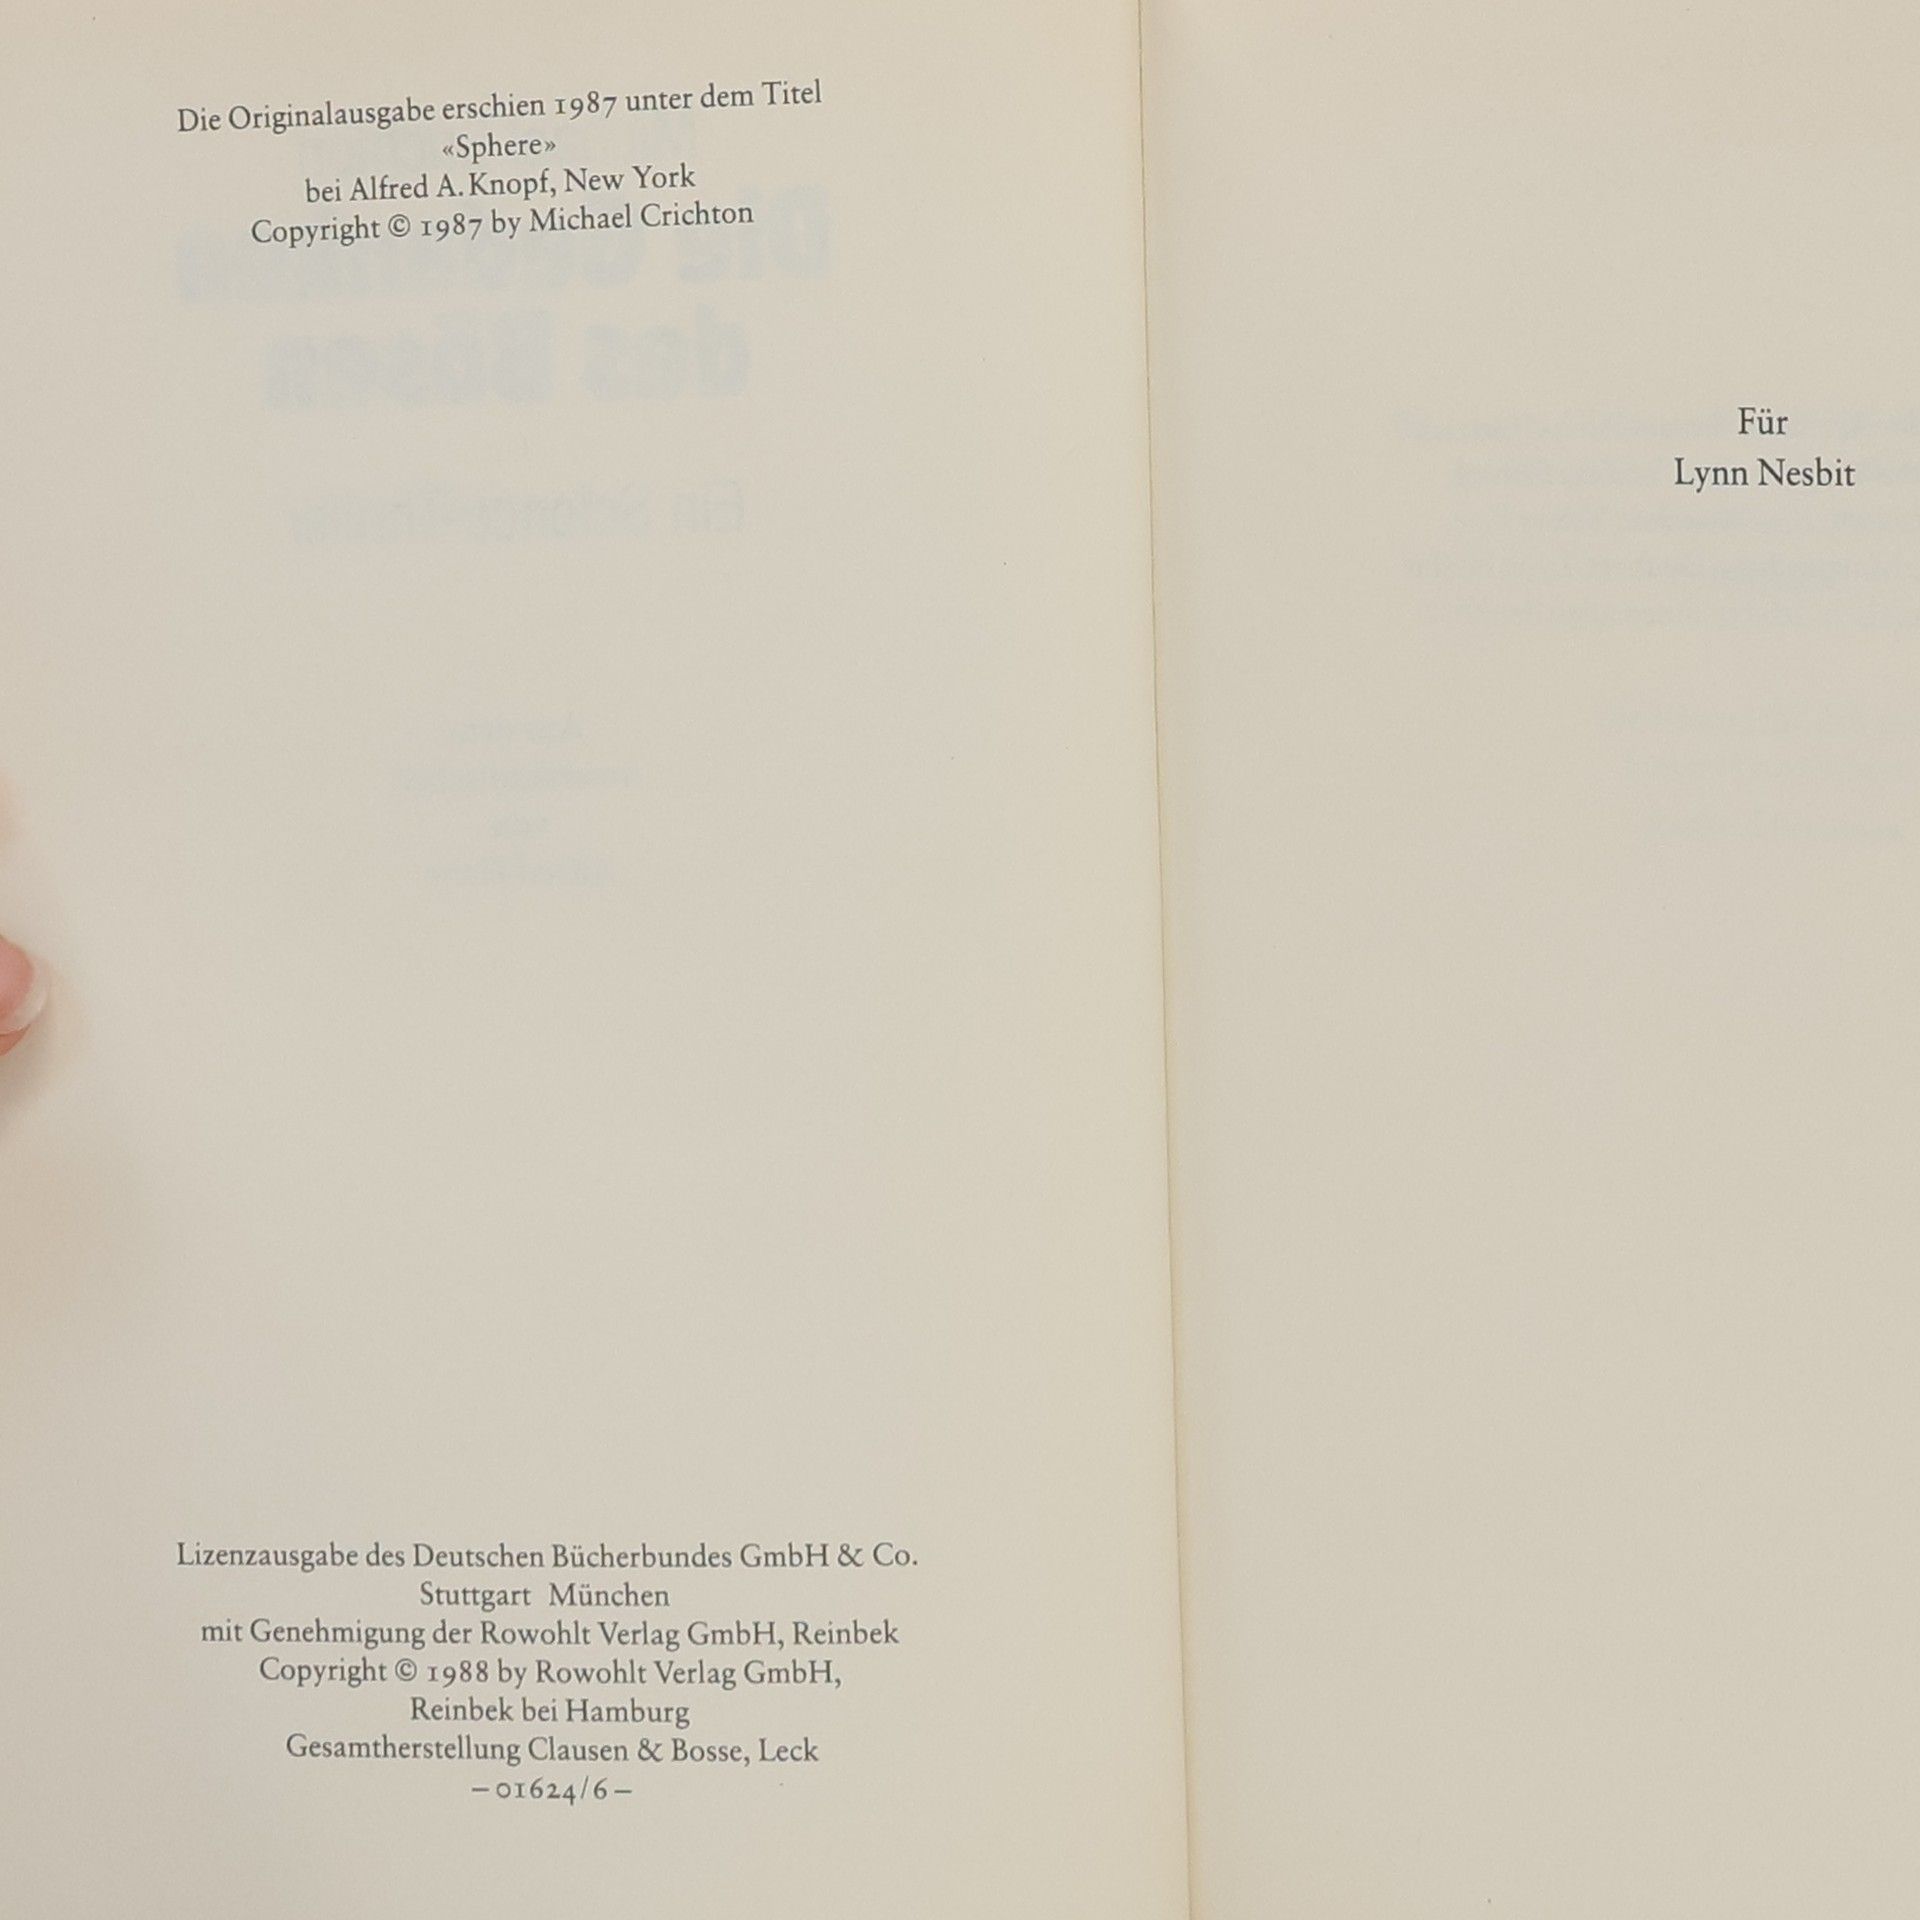 Die Originalausgabe erschien 1987 unter dem Titel
«Sphere»
bei Alfred A. Knopf, New York
Copyright © 1987 by Michael Crichton
Lizenzausgabe des Deutschen Bücherbundes GmbH & Co.
Stuttgart München
mit Genehmigung der Rowohlt Verlag GmbH, Reinbek
Copyright © 1988 by Rowohlt Verlag GmbH,
Reinbek bei Hamburg
Gesamtherstellung Clausen & Bosse, Leck
– 01624/6 –
Für
Lynn Nesbit